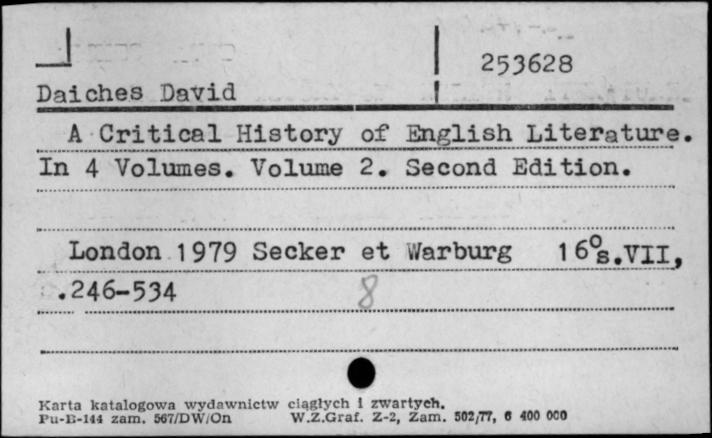 253628
Daiches David
A Critical History of English Literature.
In 4 Volumes. Volume 2. Second Edition.
London 1979 Secker et Warburg 16°s.VII,
.246-534 8
Karta katalogowa wydawnictw ciągłych i zwartych.
Pu-B-144 zam. 567/DW/On W.Z.Graf. Z-2, Zam. 502/77, 6 400 000